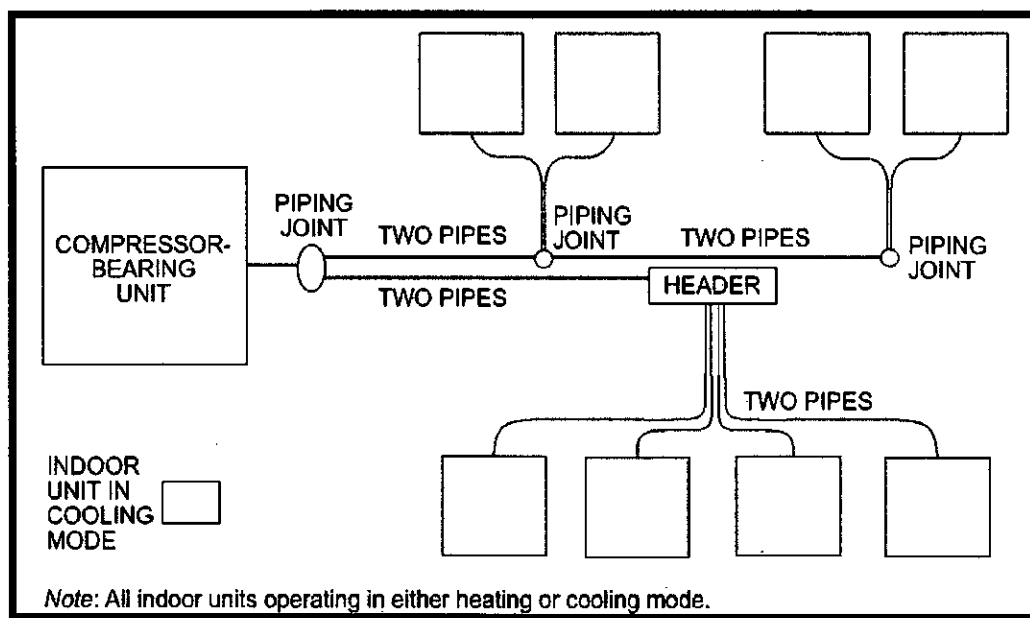 COMPRESSOR-
BEARING
UNIT
PIPING
JOINT
TWO PIPES
PIPING
JOINT
TWO PIPES
PIPING
JOINT
TWO PIPES
HEADER
TWO PIPES
INDOOR
UNIT IN
COOLING
MODE
Note: All indoor units operating in either heating or cooling mode.